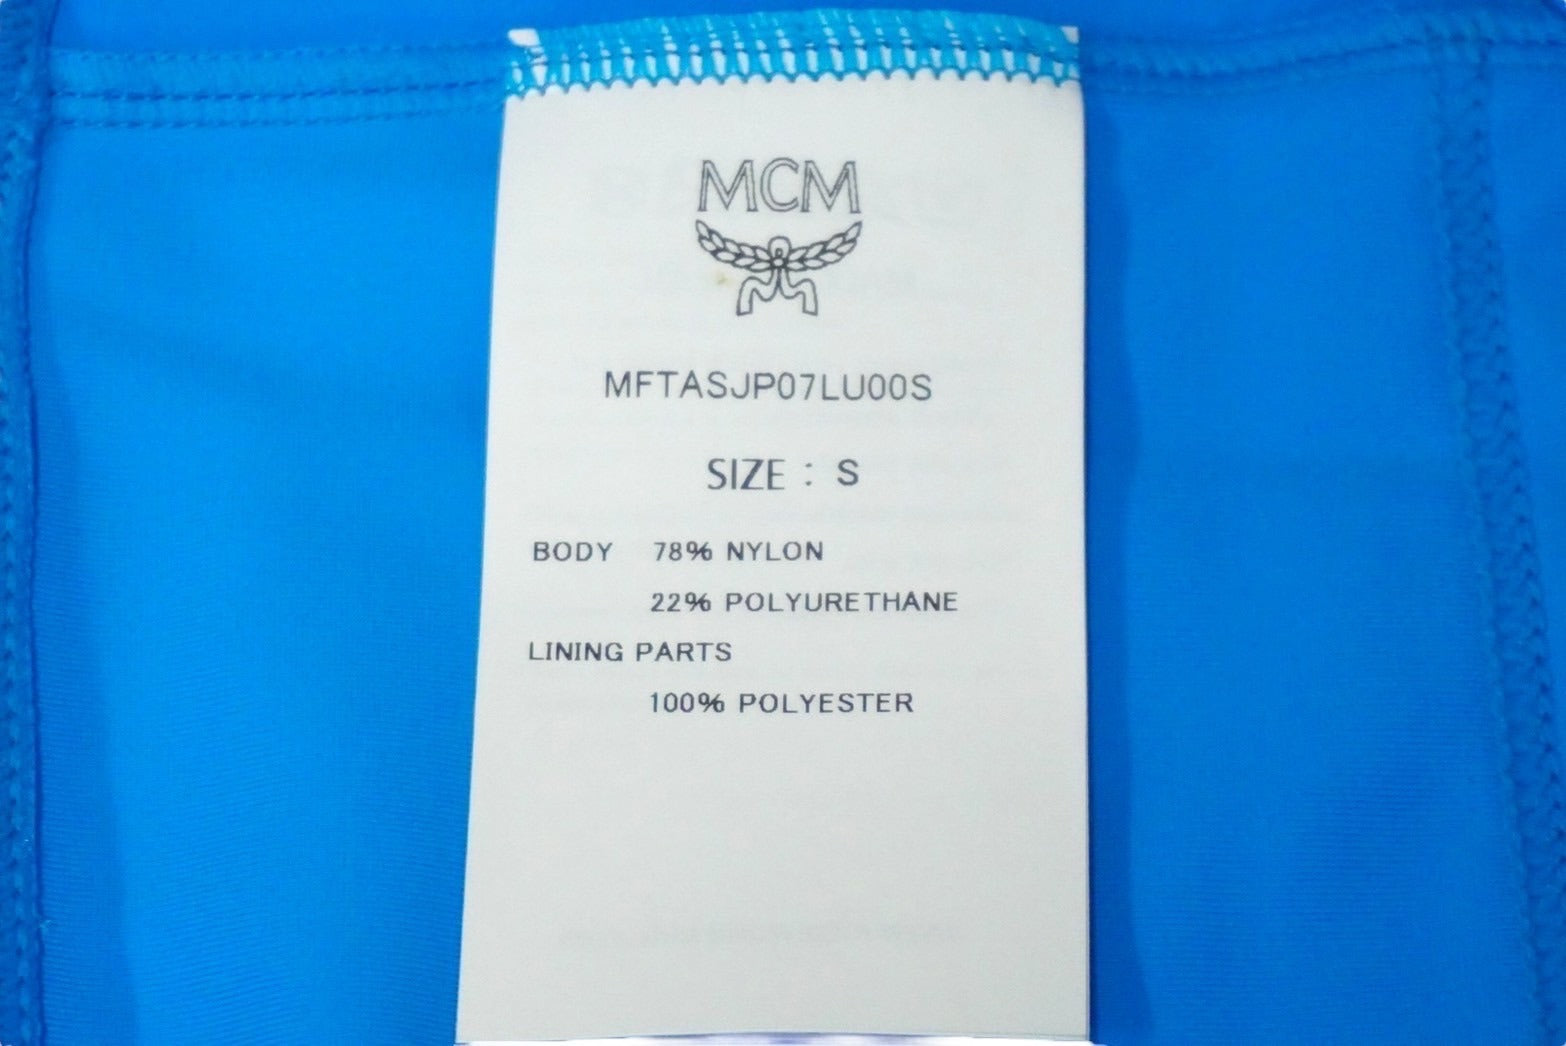 MCM
MFTASJP07LU00S
SIZE : S
BODY 78% NYLON
22% POLYURETHANE
LINING PARTS
100% POLYESTER